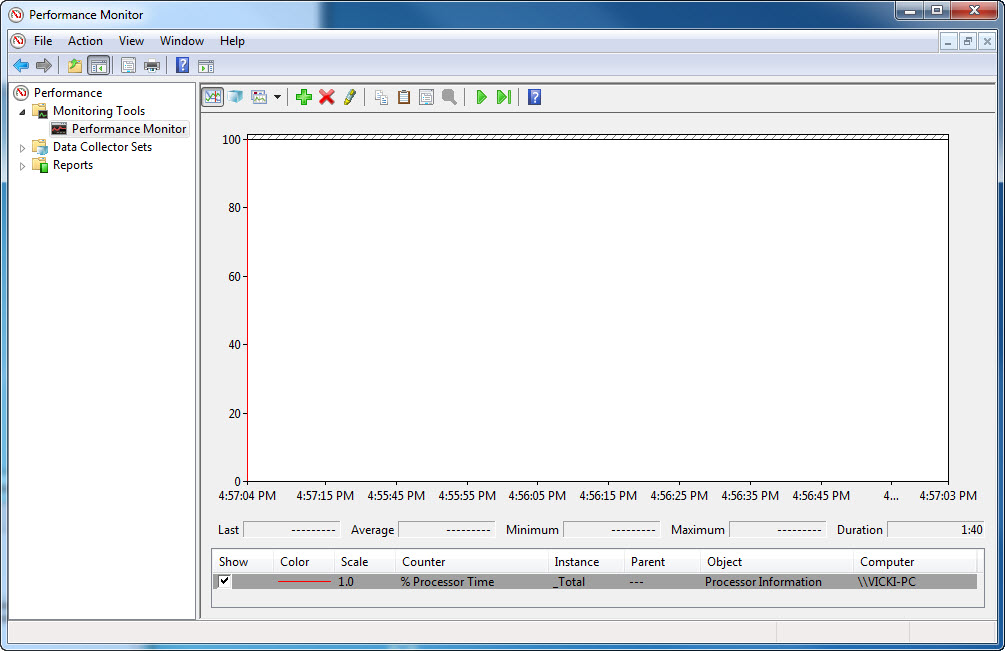 Performance Monitor
File Action View Window Help
Performance
Monitoring Tools
Performance Monitor
Data Collector Sets
Reports
100
80
60
40
20
0
4:57:04 PM 4:57:15 PM 4:55:45 PM 4:55:55 PM 4:56:05 PM 4:56:15 PM 4:56:25 PM 4:56:35 PM 4:56:45 PM 4... 4:57:03 PM
Last --------- Average --------- Minimum --------- Maximum --------- Duration 1:40
Show Color Scale Counter Instance Parent Object Computer
1.0 % Processor Time _Total --- Processor Information \\VICKI-PC